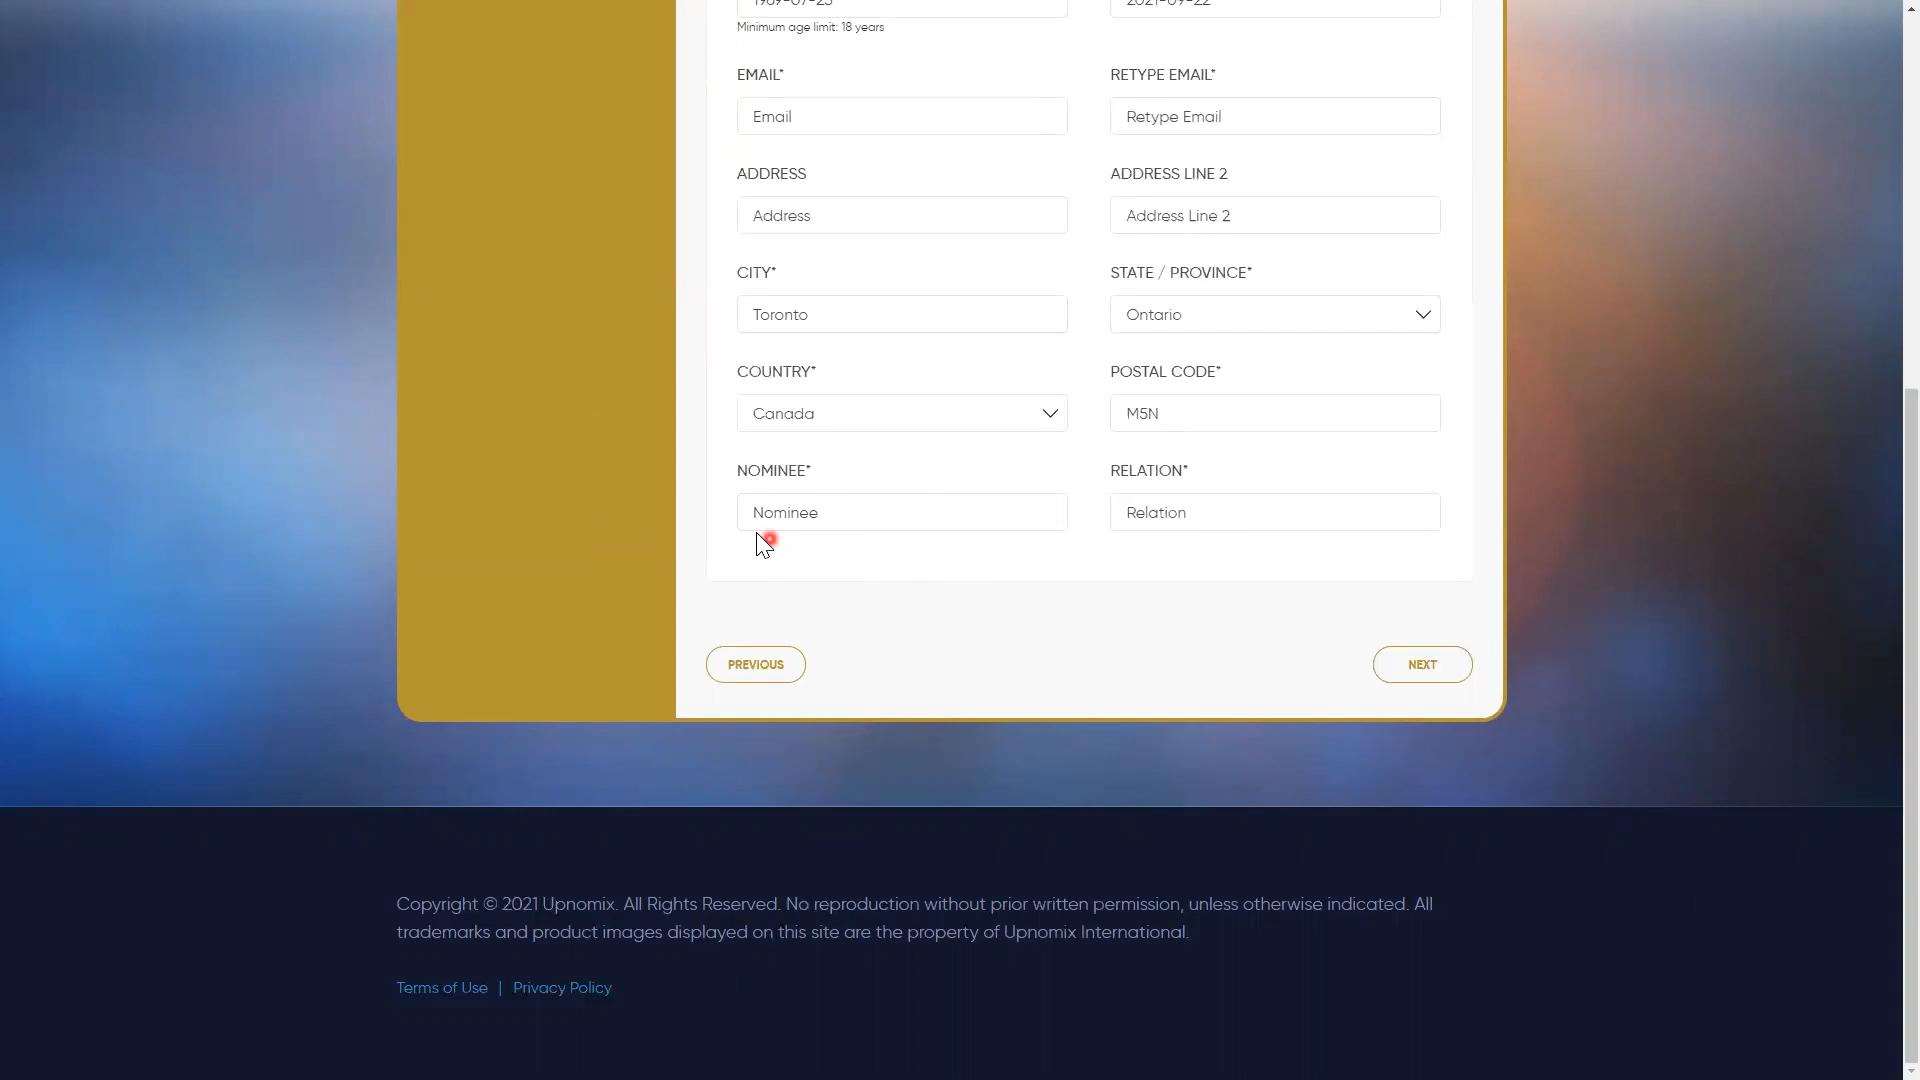 Minimum age limit: 18 years
EMAIL* RETYPE EMAIL*
Email Retype Email
ADDRESS ADDRESS LINE 2
Address Address Line 2
CITY* STATE / PROVINCE*
Toronto Ontario
COUNTRY* POSTAL CODE*
Canada M5N
NOMINEE* RELATION*
Nominee Relation
PREVIOUS NEXT
Copyright © 2021 Upnomix. All Rights Reserved. No reproduction without prior written permission, unless otherwise indicated. All
trademarks and product images displayed on this site are the property of Upnomix International.
Terms of Use | Privacy Policy